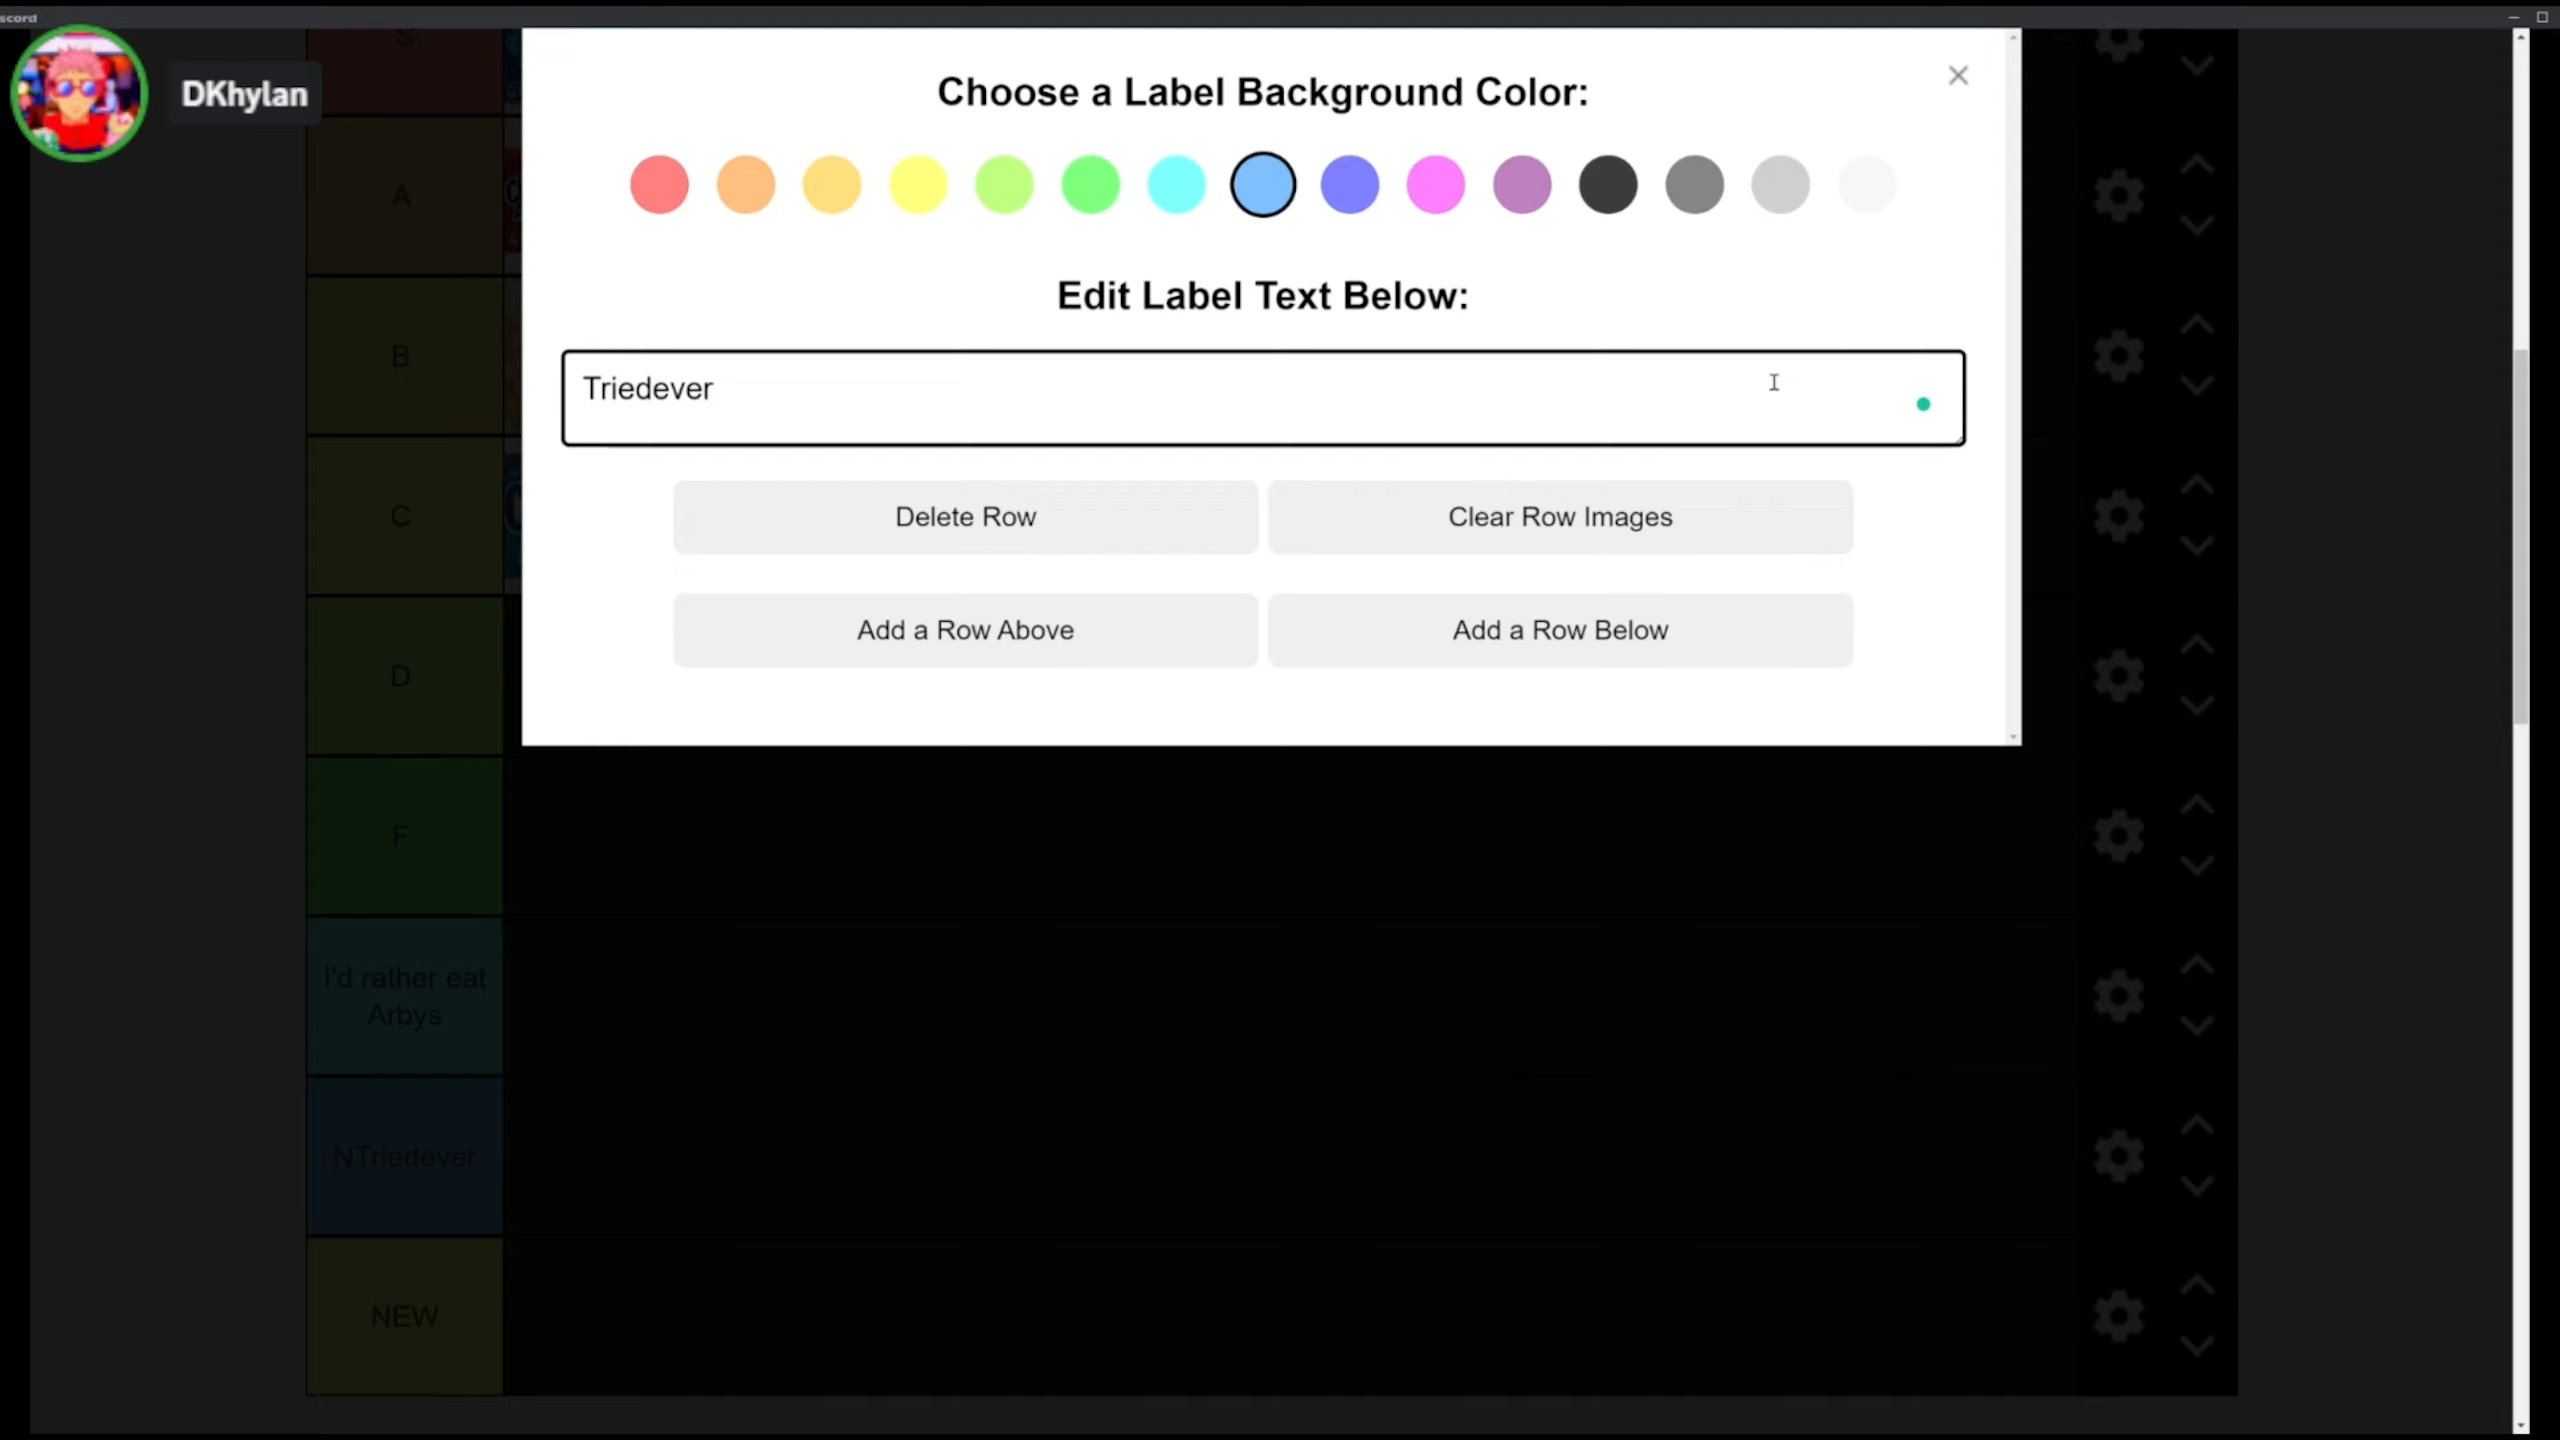 scord
DKhylan
S
Choose a Label Background Color:
A
Edit Label Text Below:
B
Triedever
C
Delete Row
Clear Row Images
Add a Row Above
Add a Row Below
D
F
I'd rather eat
Arbys
NTriedever
NEW